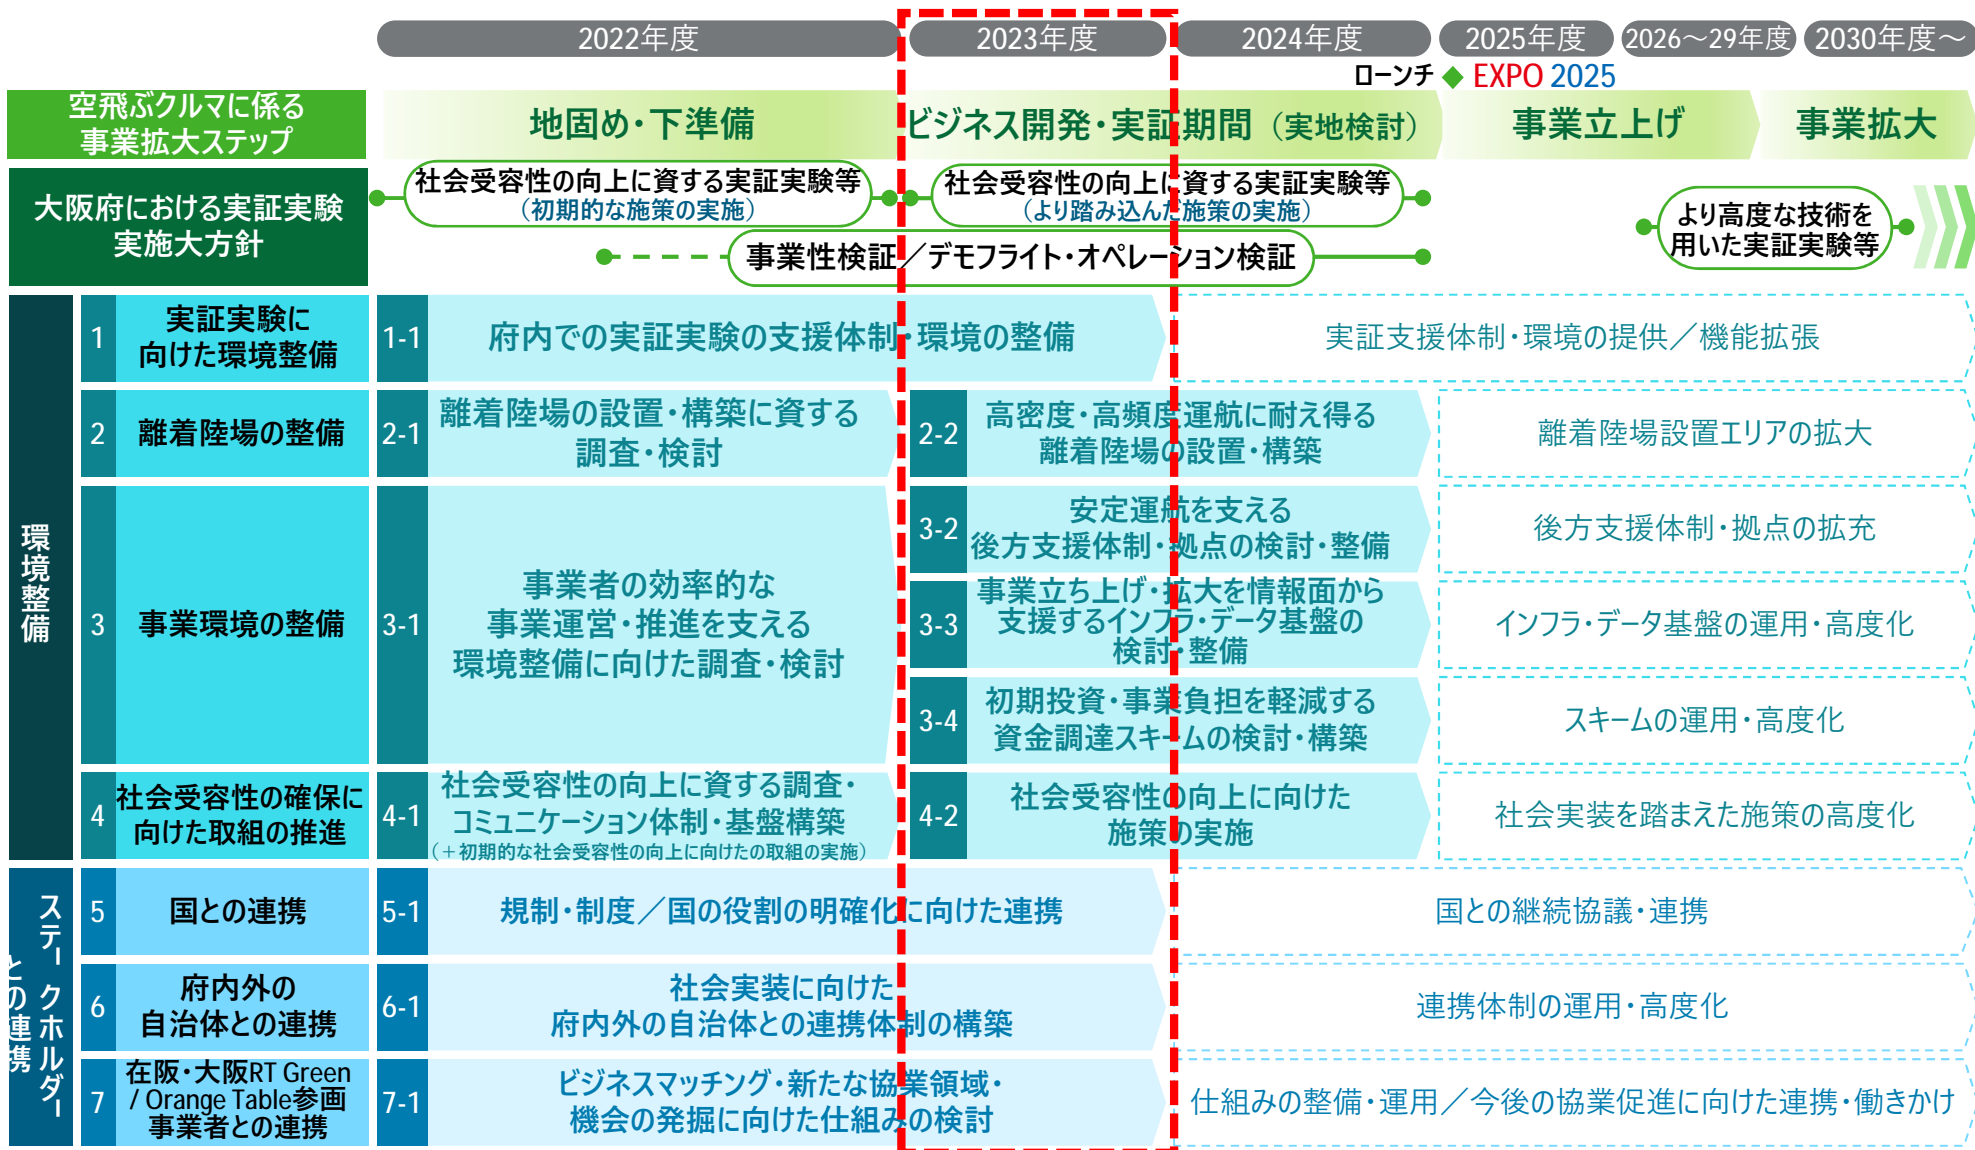 2022年度
2023年度
2024年度
2025年度
2026～29年度
2030年度～
ローンチ ◆ EXPO 2025
空飛ぶクルマに係る
事業拡大ステップ
地固め・下準備
ビジネス開発・実証期間（実地検討）
事業立上げ
事業拡大
大阪府における実証実験
実施大方針
社会受容性の向上に資する実証実験等
（初期的な施策の実施）
社会受容性の向上に資する実証実験等
（より踏み込んだ施策の実施）
事業性検証／デモフライト・オペレーション検証
より高度な技術を
用いた実証実験等
環境整備
1
実証実験に
向けた環境整備
1-1
府内での実証実験の支援体制・環境の整備
実証支援体制・環境の提供／機能拡張
2
離着陸場の整備
2-1
離着陸場の設置・構築に資する
調査・検討
2-2
高密度・高頻度運航に耐え得る
離着陸場の設置・構築
離着陸場設置エリアの拡大
3
事業環境の整備
3-1
事業者の効率的な
事業運営・推進を支える
環境整備に向けた調査・検討
3-2
安定運航を支える
後方支援体制・拠点の検討・整備
後方支援体制・拠点の拡充
3-3
事業立ち上げ・拡大を情報面から
支援するインフラ・データ基盤の
検討・整備
インフラ・データ基盤の運用・高度化
3-4
初期投資・事業負担を軽減する
資金調達スキームの検討・構築
スキームの運用・高度化
4
社会受容性の確保に
向けた取組の推進
4-1
社会受容性の向上に資する調査・
コミュニケーション体制・基盤構築
（＋初期的な社会受容性の向上に向けたの取組の実施）
4-2
社会受容性の向上に向けた
施策の実施
社会実装を踏まえた施策の高度化
ステークホルダー
との連携
5
国との連携
5-1
規制・制度／国の役割の明確化に向けた連携
国との継続協議・連携
6
府内外の
自治体との連携
6-1
社会実装に向けた
府内外の自治体との連携体制の構築
連携体制の運用・高度化
7
在阪・大阪RT Green
/ Orange Table参画
事業者との連携
7-1
ビジネスマッチング・新たな協業領域・
機会の発掘に向けた仕組みの検討
仕組みの整備・運用／今後の協業促進に向けた連携・働きかけ